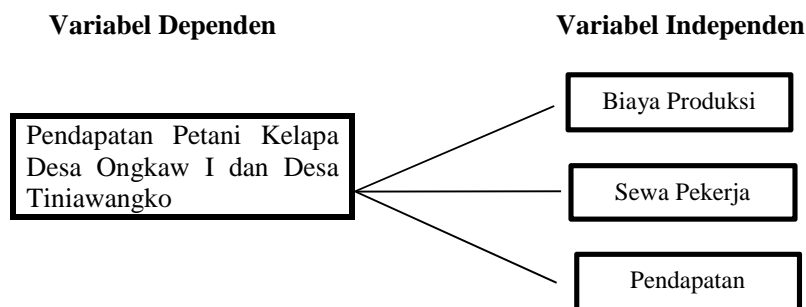 Variabel Dependen
Variabel Independen
Biaya Produksi
Pendapatan Petani Kelapa
Desa Ongkaw I dan Desa
Tiniawangko
Sewa Pekerja
Pendapatan